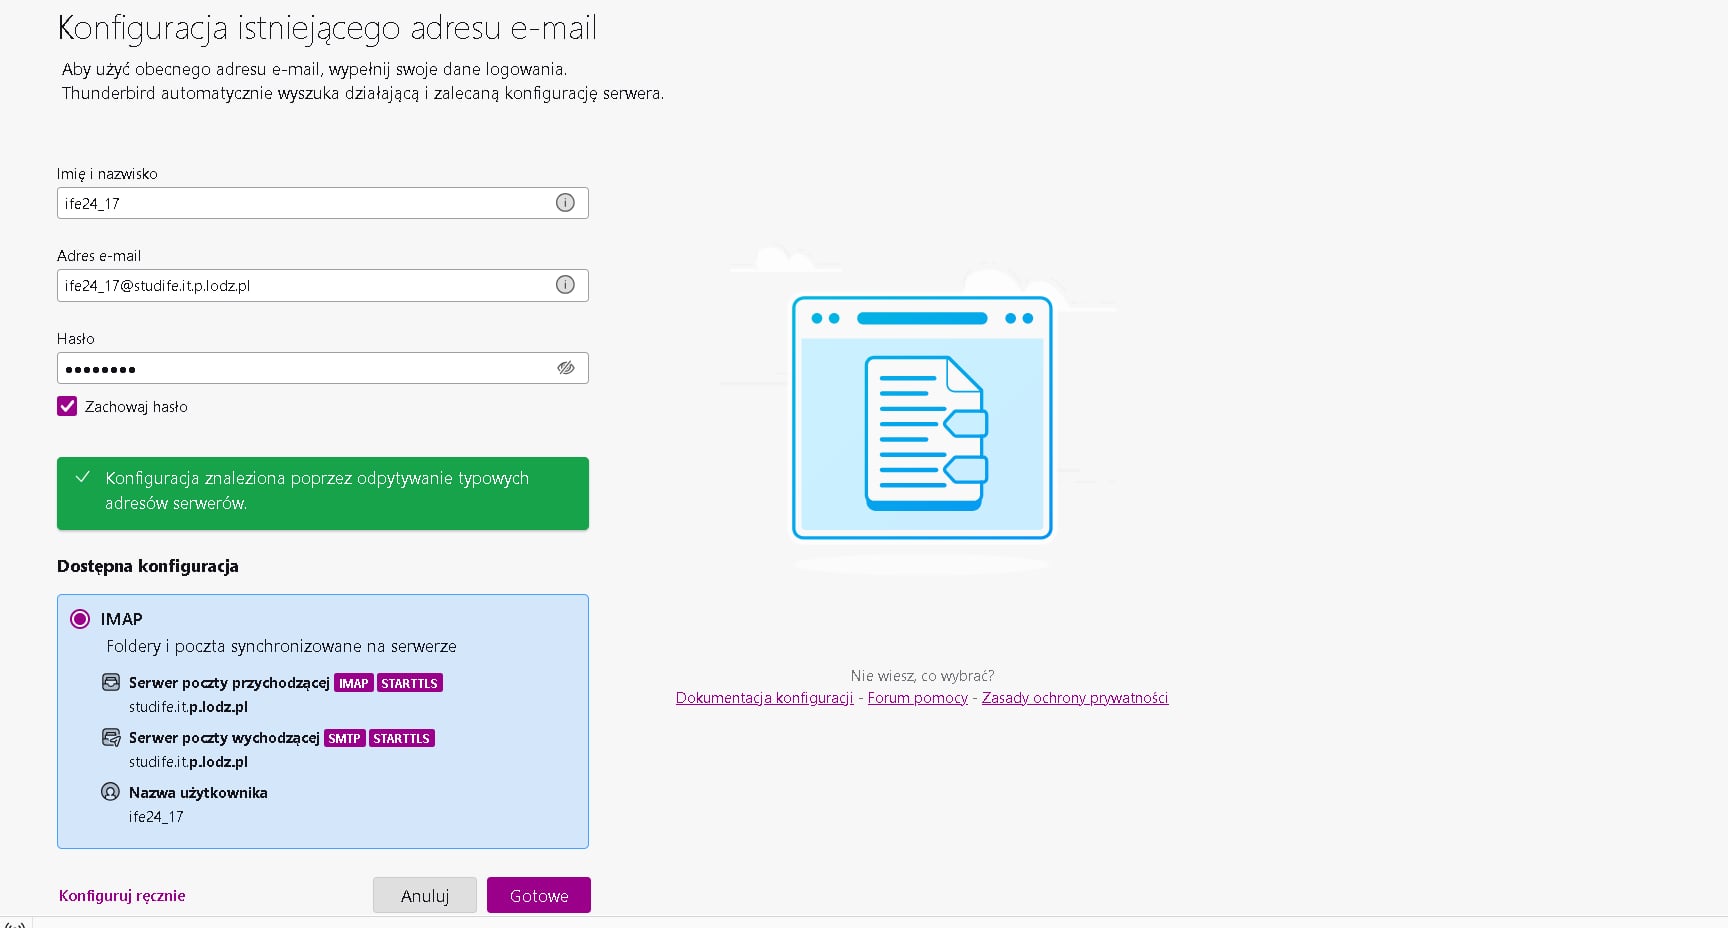 Konfiguracja istniejącego adresu e-mail
Aby użyć obecnego adresu e-mail, wypełnij swoje dane logowania.
Thunderbird automatycznie wyszuka działającą i zalecaną konfigurację serwera.
Imię i nazwisko
ife24_17
Adres e-mail
ife24_17@studife.it.p.lodz.pl
Hasło
Zachowaj hasło
Konfiguracja znaleziona poprzez odpytywanie typowych
adresów serwerów.
Dostępna konfiguracja
IMAP
Foldery i poczta synchronizowane na serwerze
Serwer poczty przychodzącej IMAP STARTTLS
studife.it.p.lodz.pl
Serwer poczty wychodzącej SMTP STARTTLS
studife.it.p.lodz.pl
Nazwa użytkownika
ife24_17
Konfiguruj ręcznie
Anuluj
Gotowe
Nie wiesz, co wybrać?
Dokumentacja konfiguracji - Forum pomocy - Zasady ochrony prywatności